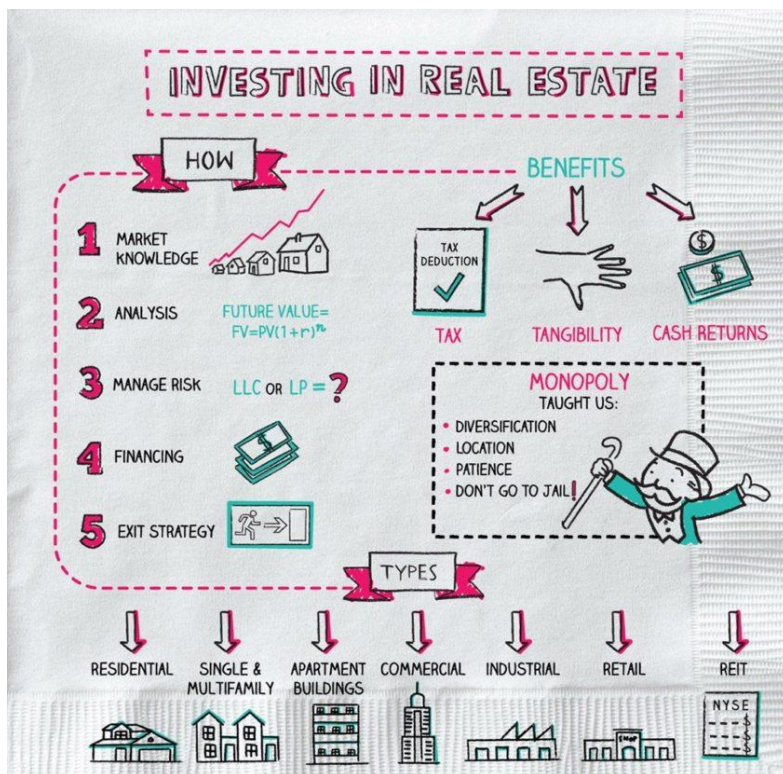 INVESTING IN REAL ESTATE
HOW
1 MARKET
KNOWLEDGE
2 ANALYSIS
FUTURE VALUE=
FV=PV(1+r)ⁿ
3 MANAGE RISK
LLC OR LP = ?
4 FINANCING
$
5 EXIT STRATEGY
BENEFITS
TAX
DEDUCTION
TAX
TANGIBILITY
$
$
CASH RETURNS
MONOPOLY
TAUGHT US:
• DIVERSIFICATION
• LOCATION
• PATIENCE
• DON'T GO TO JAIL!
TYPES
RESIDENTIAL
SINGLE &
MULTIFAMILY
APARTMENT
BUILDINGS
COMMERCIAL
INDUSTRIAL
RETAIL
REIT
NYSE
$
$
$